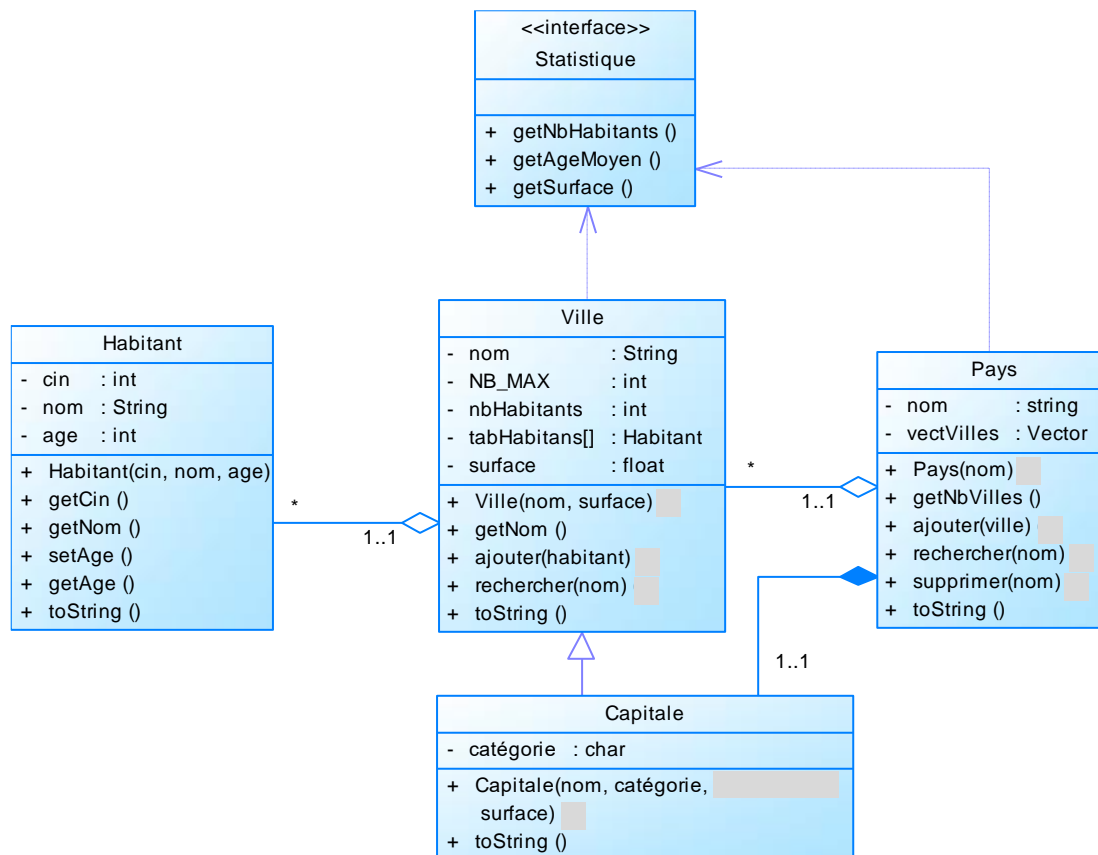 <<interface>>
Statistique
+ getNbHabitants ()
+ getAgeMoyen ()
+ getSurface ()
Habitant
- cin : int
- nom : String
- age : int
+ Habitant(cin, nom, age)
+ getCin ()
+ getNom ()
+ setAge ()
+ getAge ()
+ toString ()
*
1..1
Ville
- nom : String
- NB_MAX : int
- nbHabitants : int
- tabHabitans[] : Habitant
- surface : float
+ Ville(nom, surface)
+ getNom ()
+ ajouter(habitant)
+ rechercher(nom)
+ toString ()
*
1..1
Pays
- nom : string
- vectVilles : Vector
+ Pays(nom)
+ getNbVilles ()
+ ajouter(ville)
+ rechercher(nom)
+ supprimer(nom)
+ toString ()
1..1
Capitale
- catégorie : char
+ Capitale(nom, catégorie,
surface)
+ toString ()